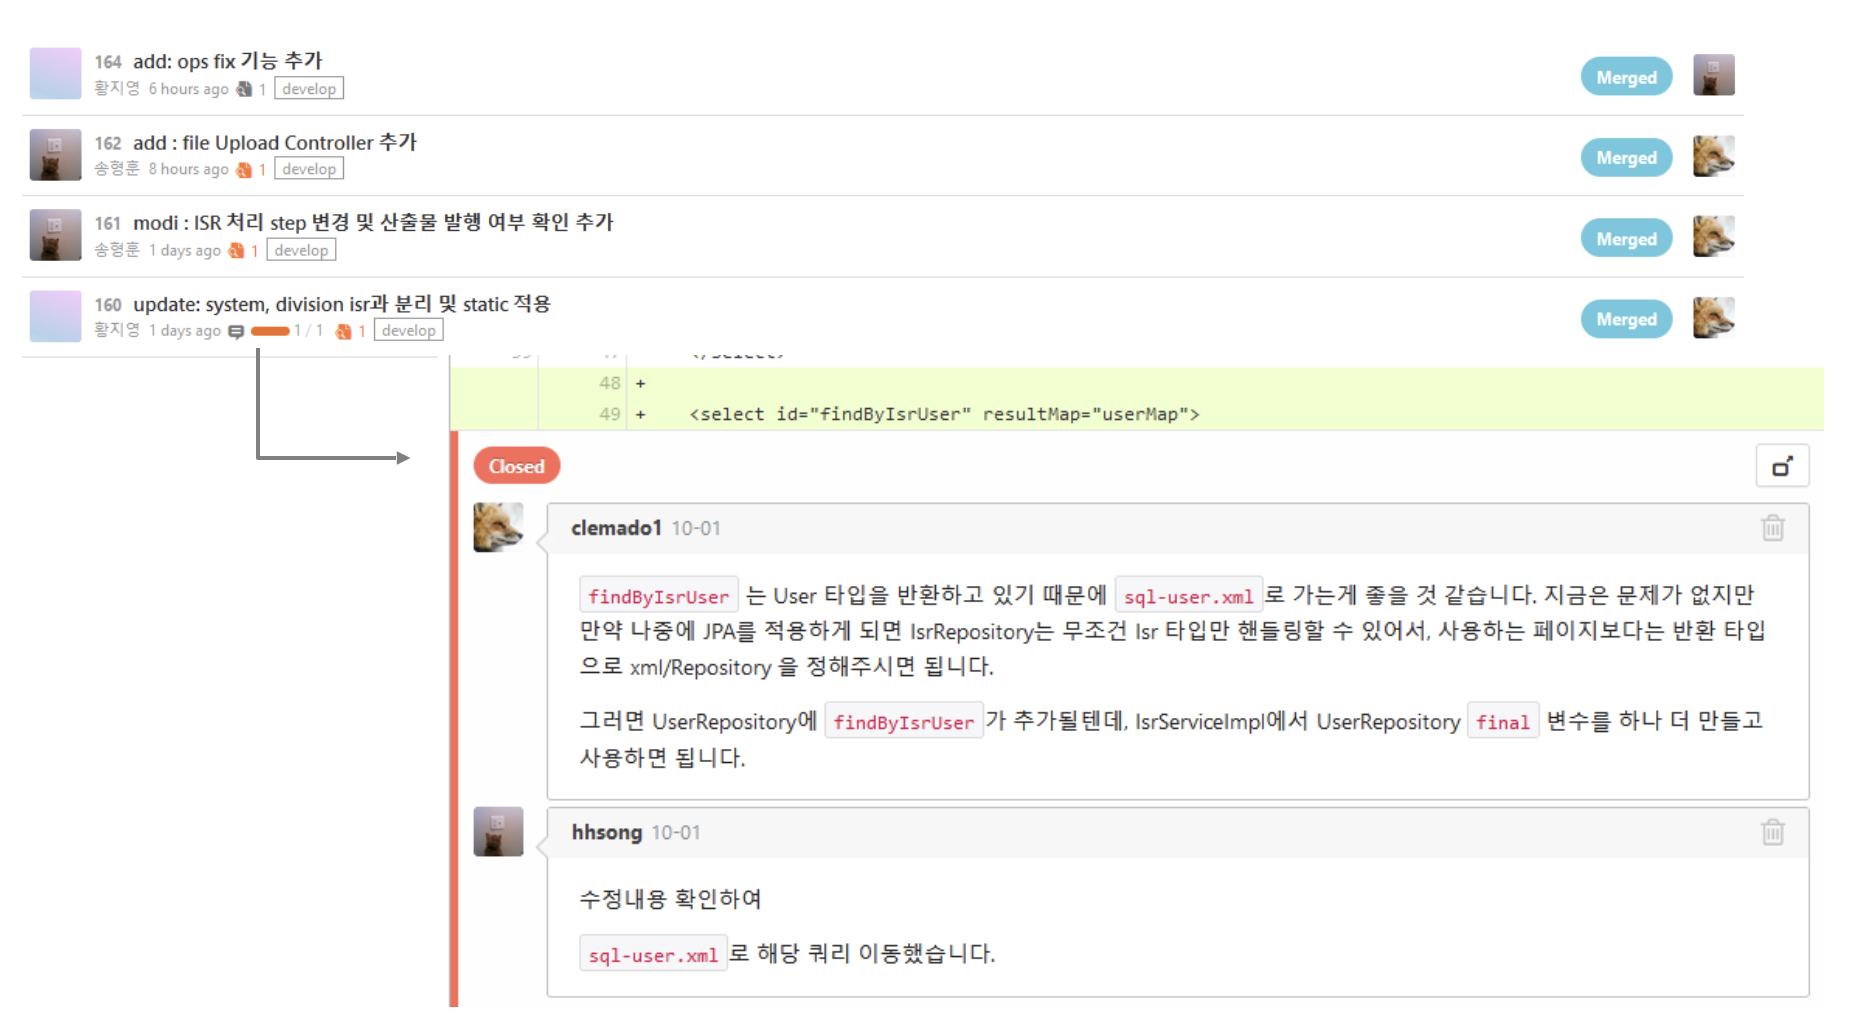 164 add: ops fix 기능 추가
황지영 6 hours ago 1 develop
Merged
162 add : file Upload Controller 추가
송형훈 8 hours ago 1 develop
Merged
161 modi : ISR 처리 step 변경 및 산출물 발행 여부 확인 추가
송형훈 1 days ago 1 develop
Merged
160 update: system, division isr과 분리 및 static 적용
황지영 1 days ago 1 / 1 1 develop
Merged
48 +
49 + <select id="findByIsrUser" resultMap="userMap">
Closed
clemado1 10-01
findByIsrUser 는 User 타입을 반환하고 있기 때문에 sql-user.xml 로 가는게 좋을 것 같습니다. 지금은 문제가 없지만
만약 나중에 JPA를 적용하게 되면 IsrRepository는 무조건 Isr 타입만 핸들링할 수 있어서, 사용하는 페이지보다는 반환 타입
으로 xml/Repository 을 정해주시면 됩니다.
그러면 UserRepository에 findByIsrUser 가 추가될텐데, IsrServiceImpl에서 UserRepository final 변수를 하나 더 만들고
사용하면 됩니다.
hhsong 10-01
수정내용 확인하여
sql-user.xml 로 해당 쿼리 이동했습니다.